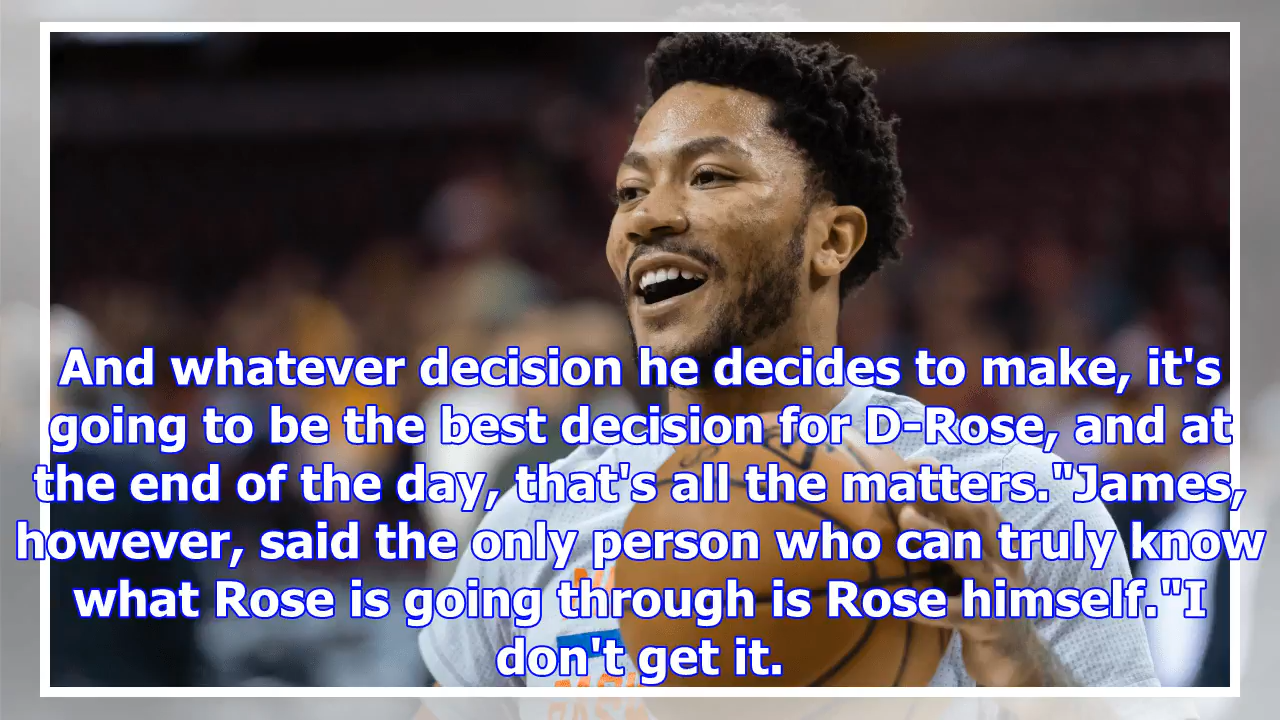 And whatever decision he decides to make, it's
going to be the best decision for D-Rose, and at
the end of the day, that's all the matters."James,
however, said the only person who can truly know
what Rose is going through is Rose himself."I
don't get it.